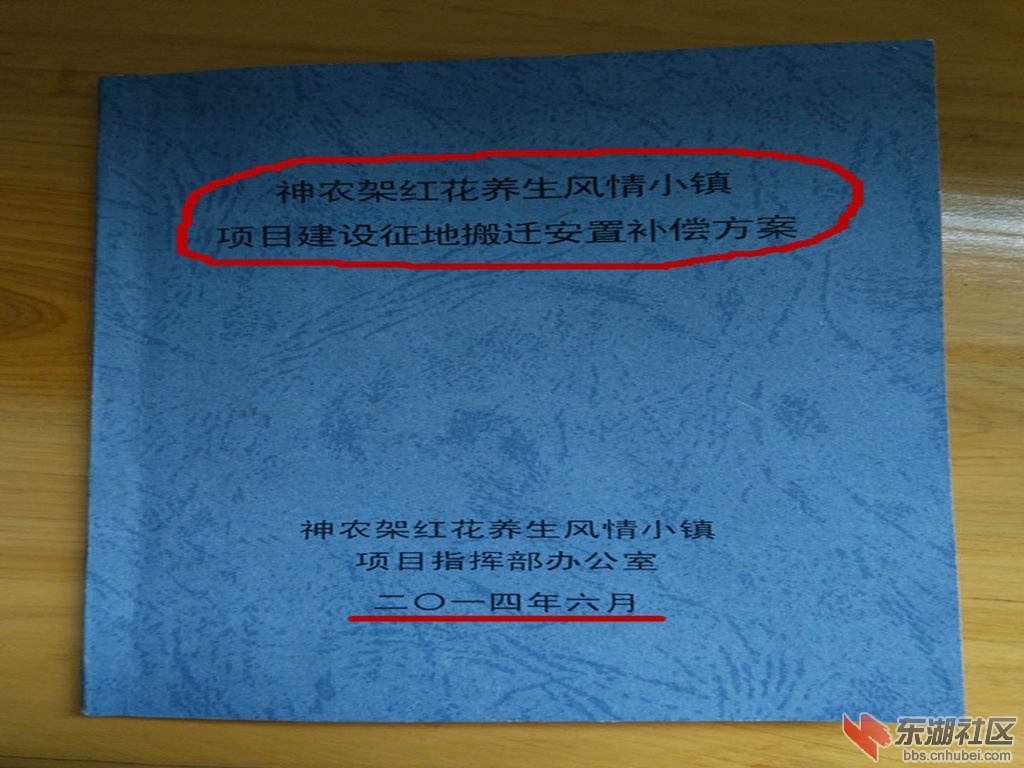 神农架红花养生风情小镇
项目建设征地搬迁安置补偿方案
神农架红花养生风情小镇
项目指挥部办公室
二〇一四年六月
东湖社区
bbs.cnhubei.com